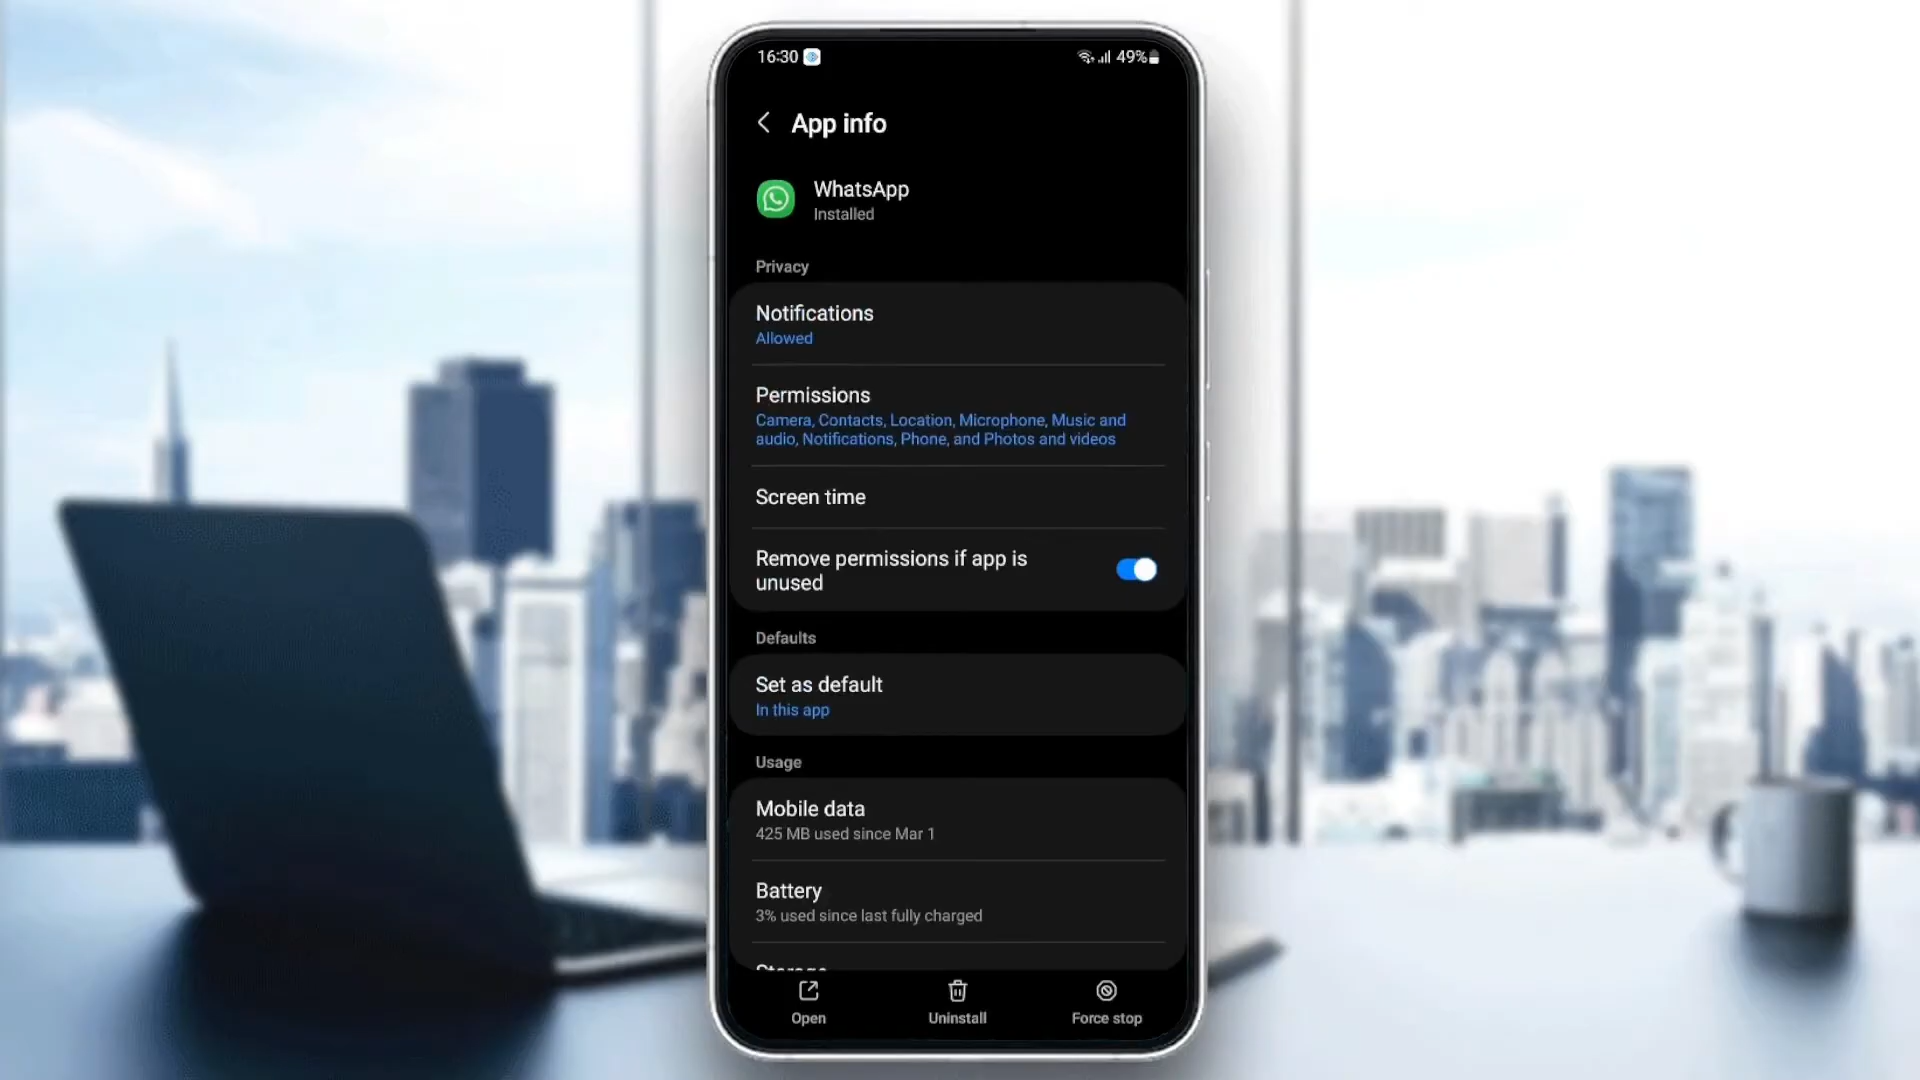 16:30
49%
App info
WhatsApp
Installed
Privacy
Notifications
Allowed
Permissions
Camera, Contacts, Location, Microphone, Music and
audio, Notifications, Phone, and Photos and videos
Screen time
Remove permissions if app is
unused
Defaults
Set as default
In this app
Usage
Mobile data
425 MB used since Mar 1
Battery
3% used since last fully charged
Storage
Open
Uninstall
Force stop